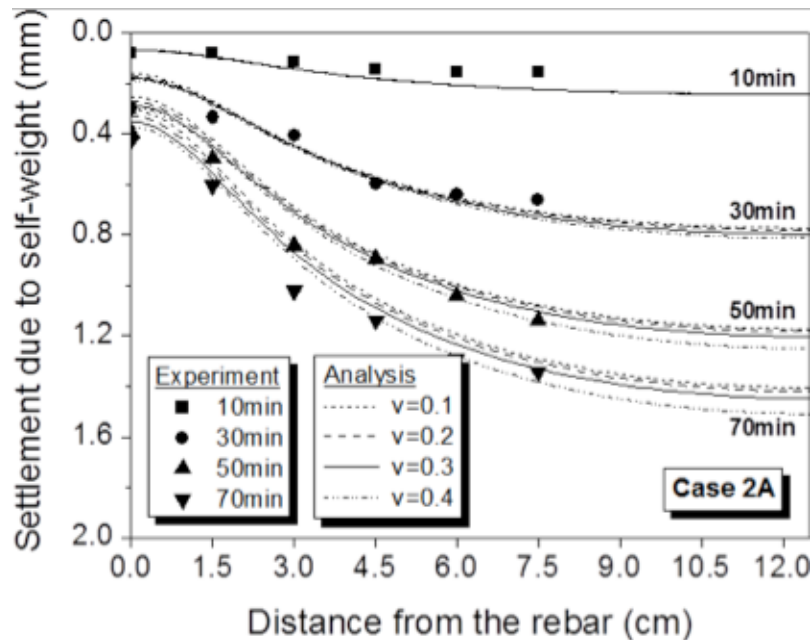 Settlement due to self-weight (mm)
0.0
0.4
0.8
1.2
1.6
2.0
10min
30min
50min
70min
Experiment
10min
30min
50min
70min
Analysis
v=0.1
v=0.2
v=0.3
v=0.4
Case 2A
0.0 1.5 3.0 4.5 6.0 7.5 9.0 10.5 12.0
Distance from the rebar (cm)